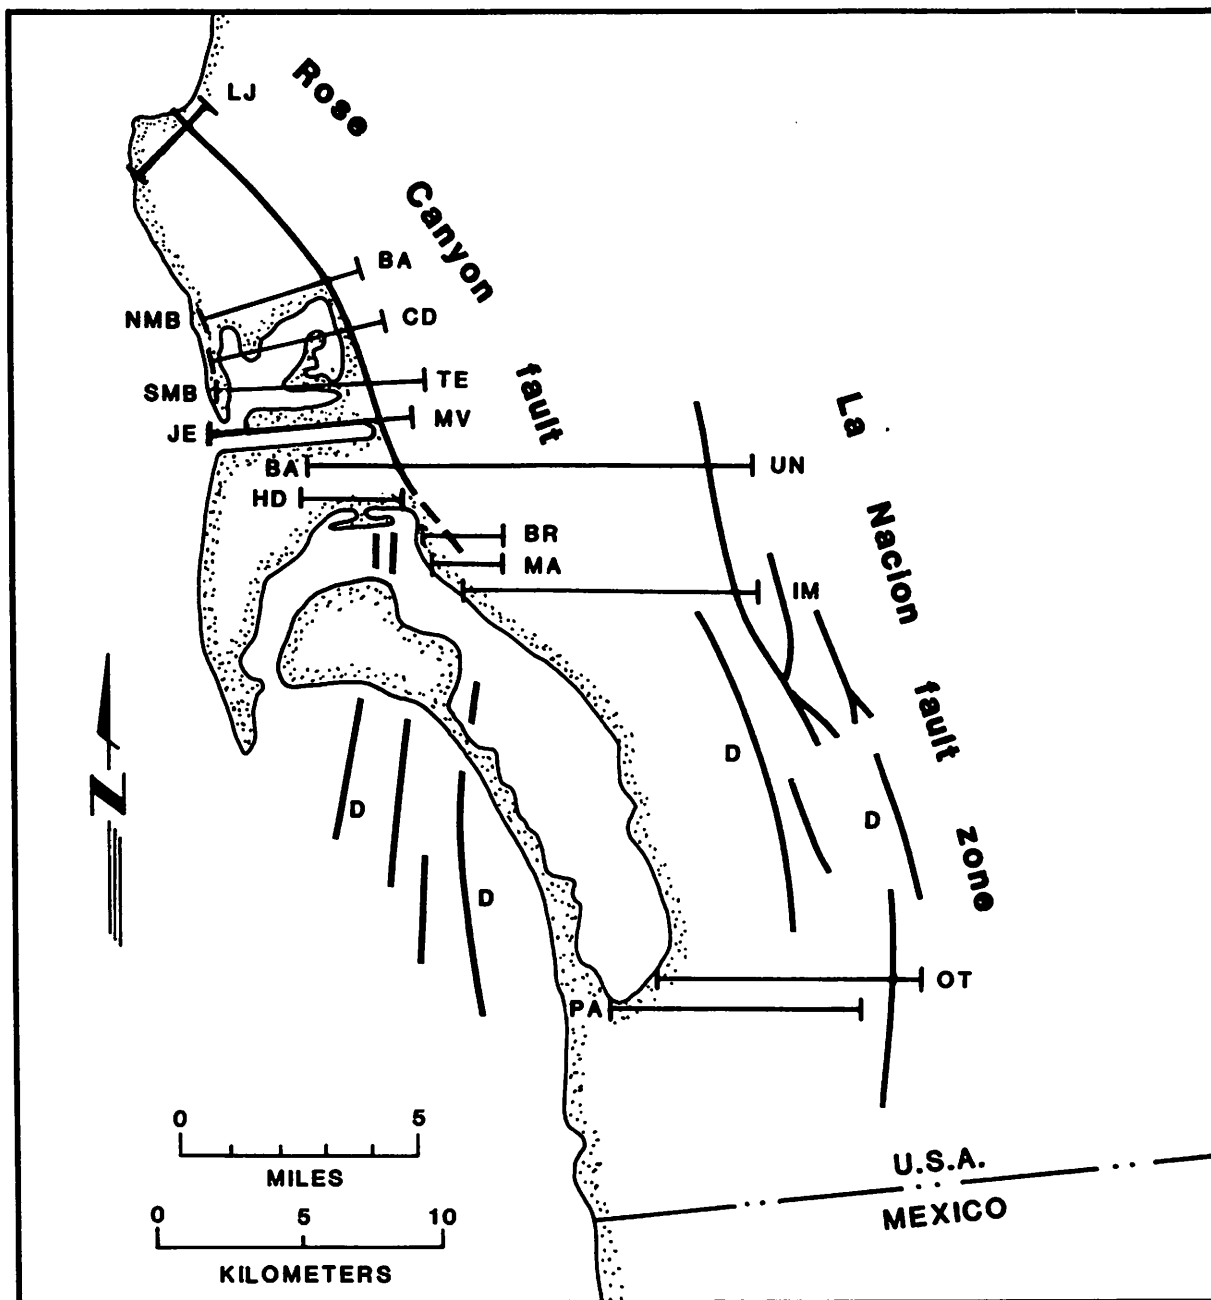 LJ
Rose
Canyon
fault
BA
NMB
CD
SMB
TE
JE
MV
BA
UN
HD
BR
MA
IM
La
Nacion
fault
zone
D
D
D
D
N
OT
PA
0 5
MILES
0 5 10
KILOMETERS
U.S.A.
MEXICO